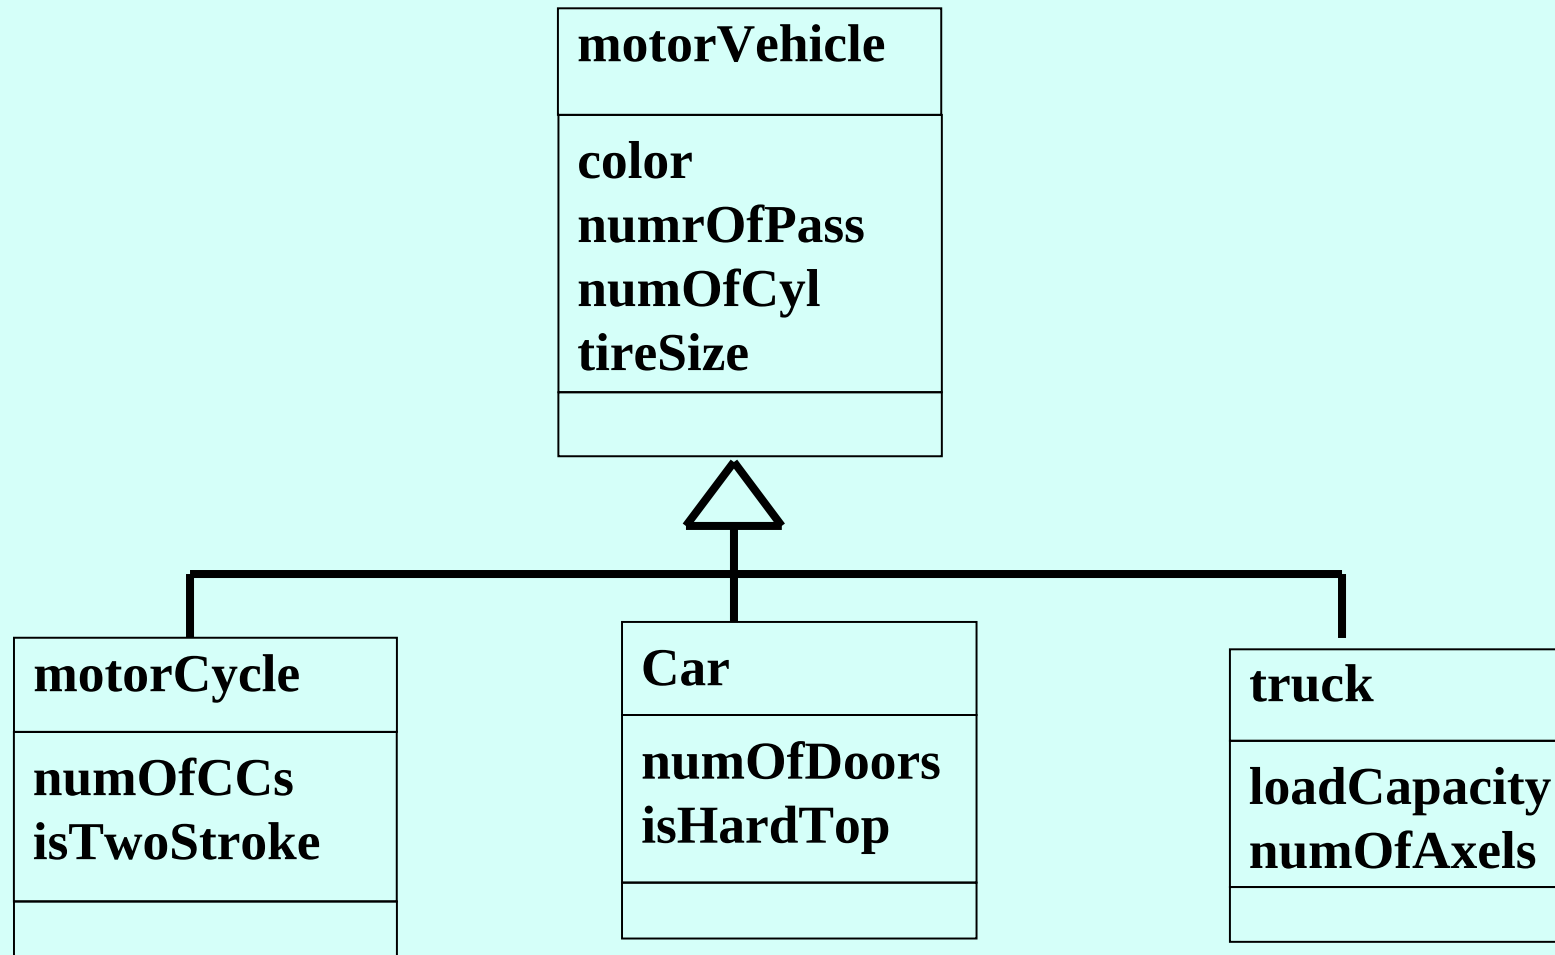 motorVehicle
color
numrOfPass
numOfCyl
tireSize
motorCycle
numOfCCs
isTwoStroke
Car
numOfDoors
isHardTop
truck
loadCapacity
numOfAxels